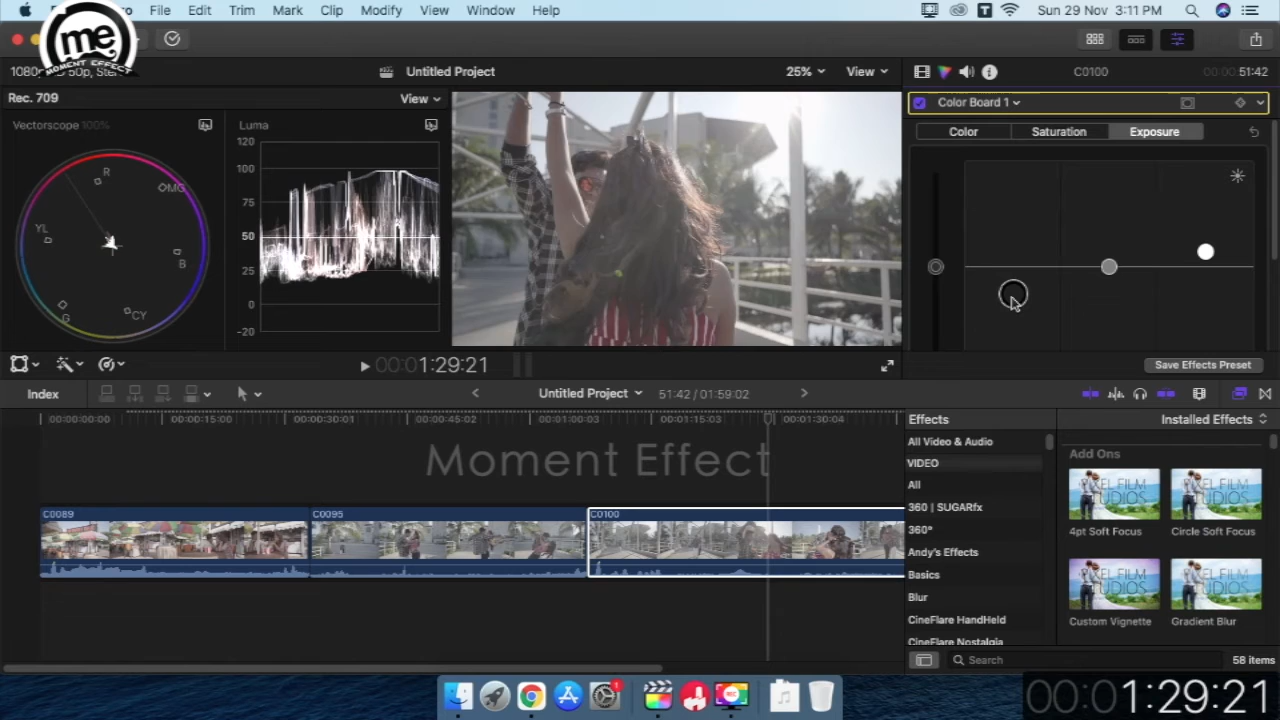 File Edit Trim Mark Clip Modify View Window Help
Sun 29 Nov 3:11 PM
me
MOMENT EFFECT
Untitled Project
25%
View
C0100
51:42
Rec. 709
View
Color Board 1
Vectorscope 100%
Luma
Color
Saturation
Exposure
R
MG
YL
B
G
CY
120
100
75
50
25
0
-20
00:00:1:29:21
Save Effects Preset
Index
Untitled Project
51:42 / 01:59:02
00:00:00:00
00:00:15:00
00:00:30:01
00:00:45:02
00:01:00:03
00:01:15:03
00:01:30:04
Effects
Installed Effects
Moment Effect
All Video & Audio
VIDEO
All
360 | SUGARfx
360°
Andy's Effects
Basics
Blur
CineFlare HandHeld
CineFlare Nostalgia
Add Ons
4pt Soft Focus
Circle Soft Focus
Custom Vignette
Gradient Blur
C0089
C0095
C0100
Search
58 items
00:01:29:21